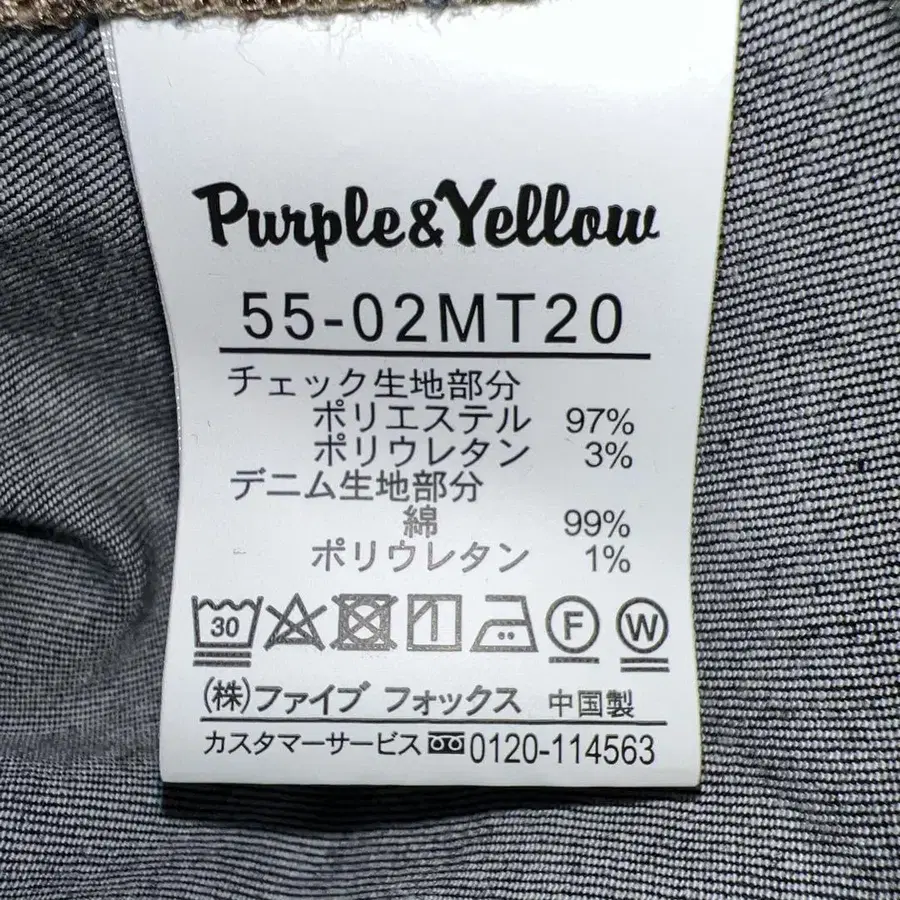 Purple&Yellow
55-02MT20
チェック生地部分
ポリエステル 97%
ポリウレタン 3%
デニム生地部分
綿 99%
ポリウレタン 1%
30 F W
㈱ファイブ フォックス 中国製
カスタマーサービス 0120-114563